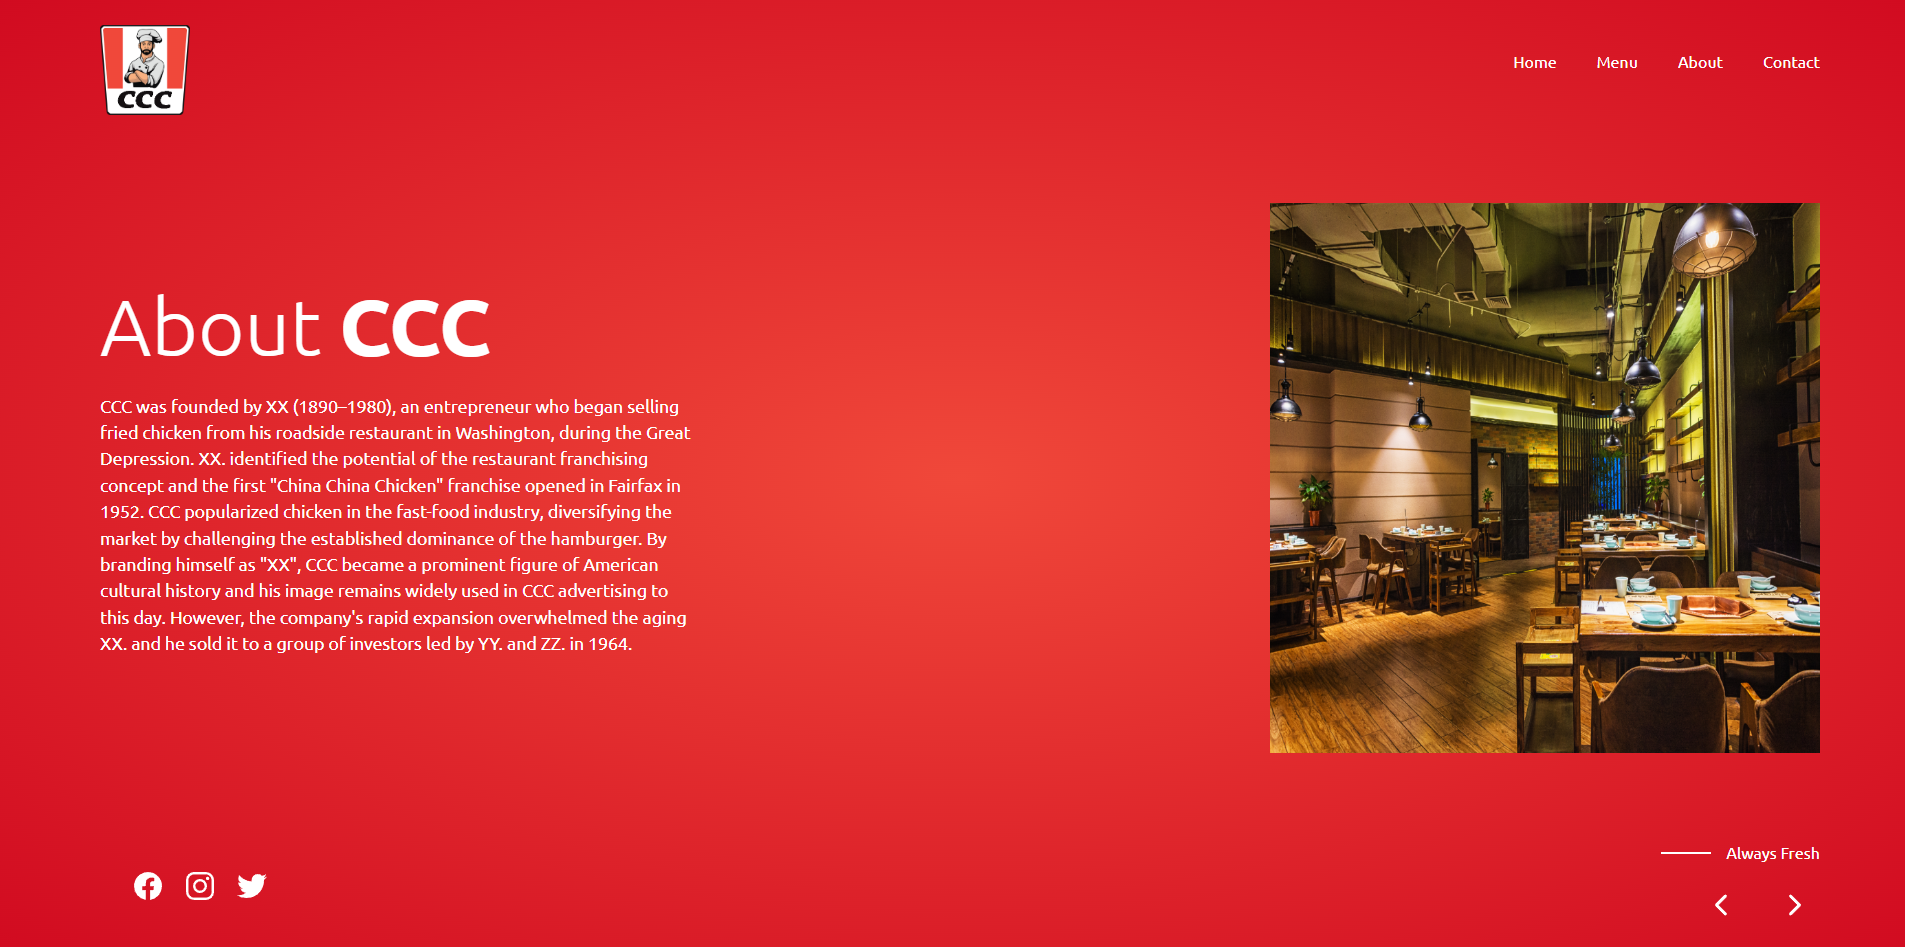 CCC
Home Menu About Contact
About CCC
CCC was founded by XX (1890–1980), an entrepreneur who began selling
fried chicken from his roadside restaurant in Washington, during the Great
Depression. XX. identified the potential of the restaurant franchising
concept and the first "China China Chicken" franchise opened in Fairfax in
1952. CCC popularized chicken in the fast-food industry, diversifying the
market by challenging the established dominance of the hamburger. By
branding himself as "XX", CCC became a prominent figure of American
cultural history and his image remains widely used in CCC advertising to
this day. However, the company's rapid expansion overwhelmed the aging
XX. and he sold it to a group of investors led by YY. and ZZ. in 1964.
Always Fresh